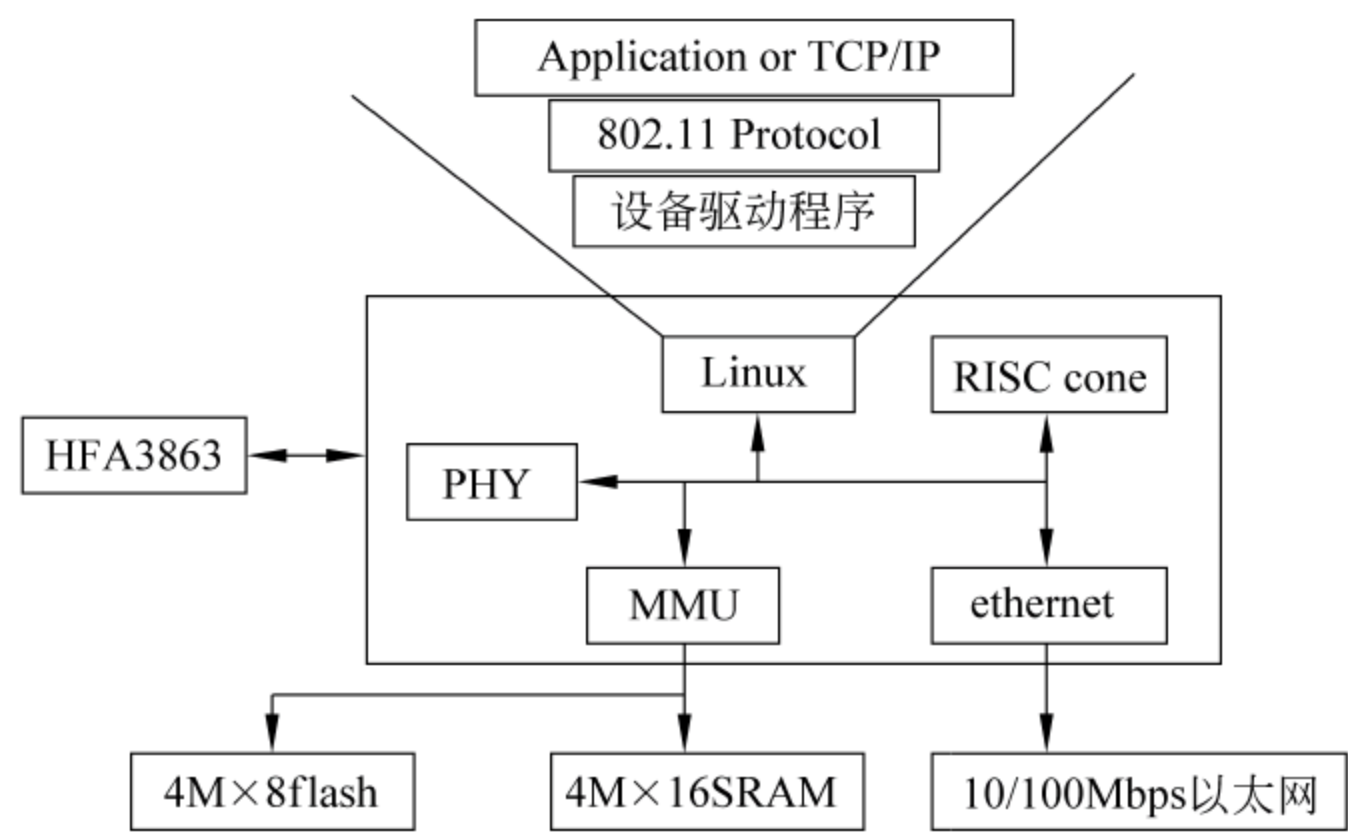 Application or TCP/IP
802.11 Protocol
设备驱动程序
Linux
RISC cone
HFA3863
PHY
MMU
ethernet
4M×8flash
4M×16SRAM
10/100Mbps以太网